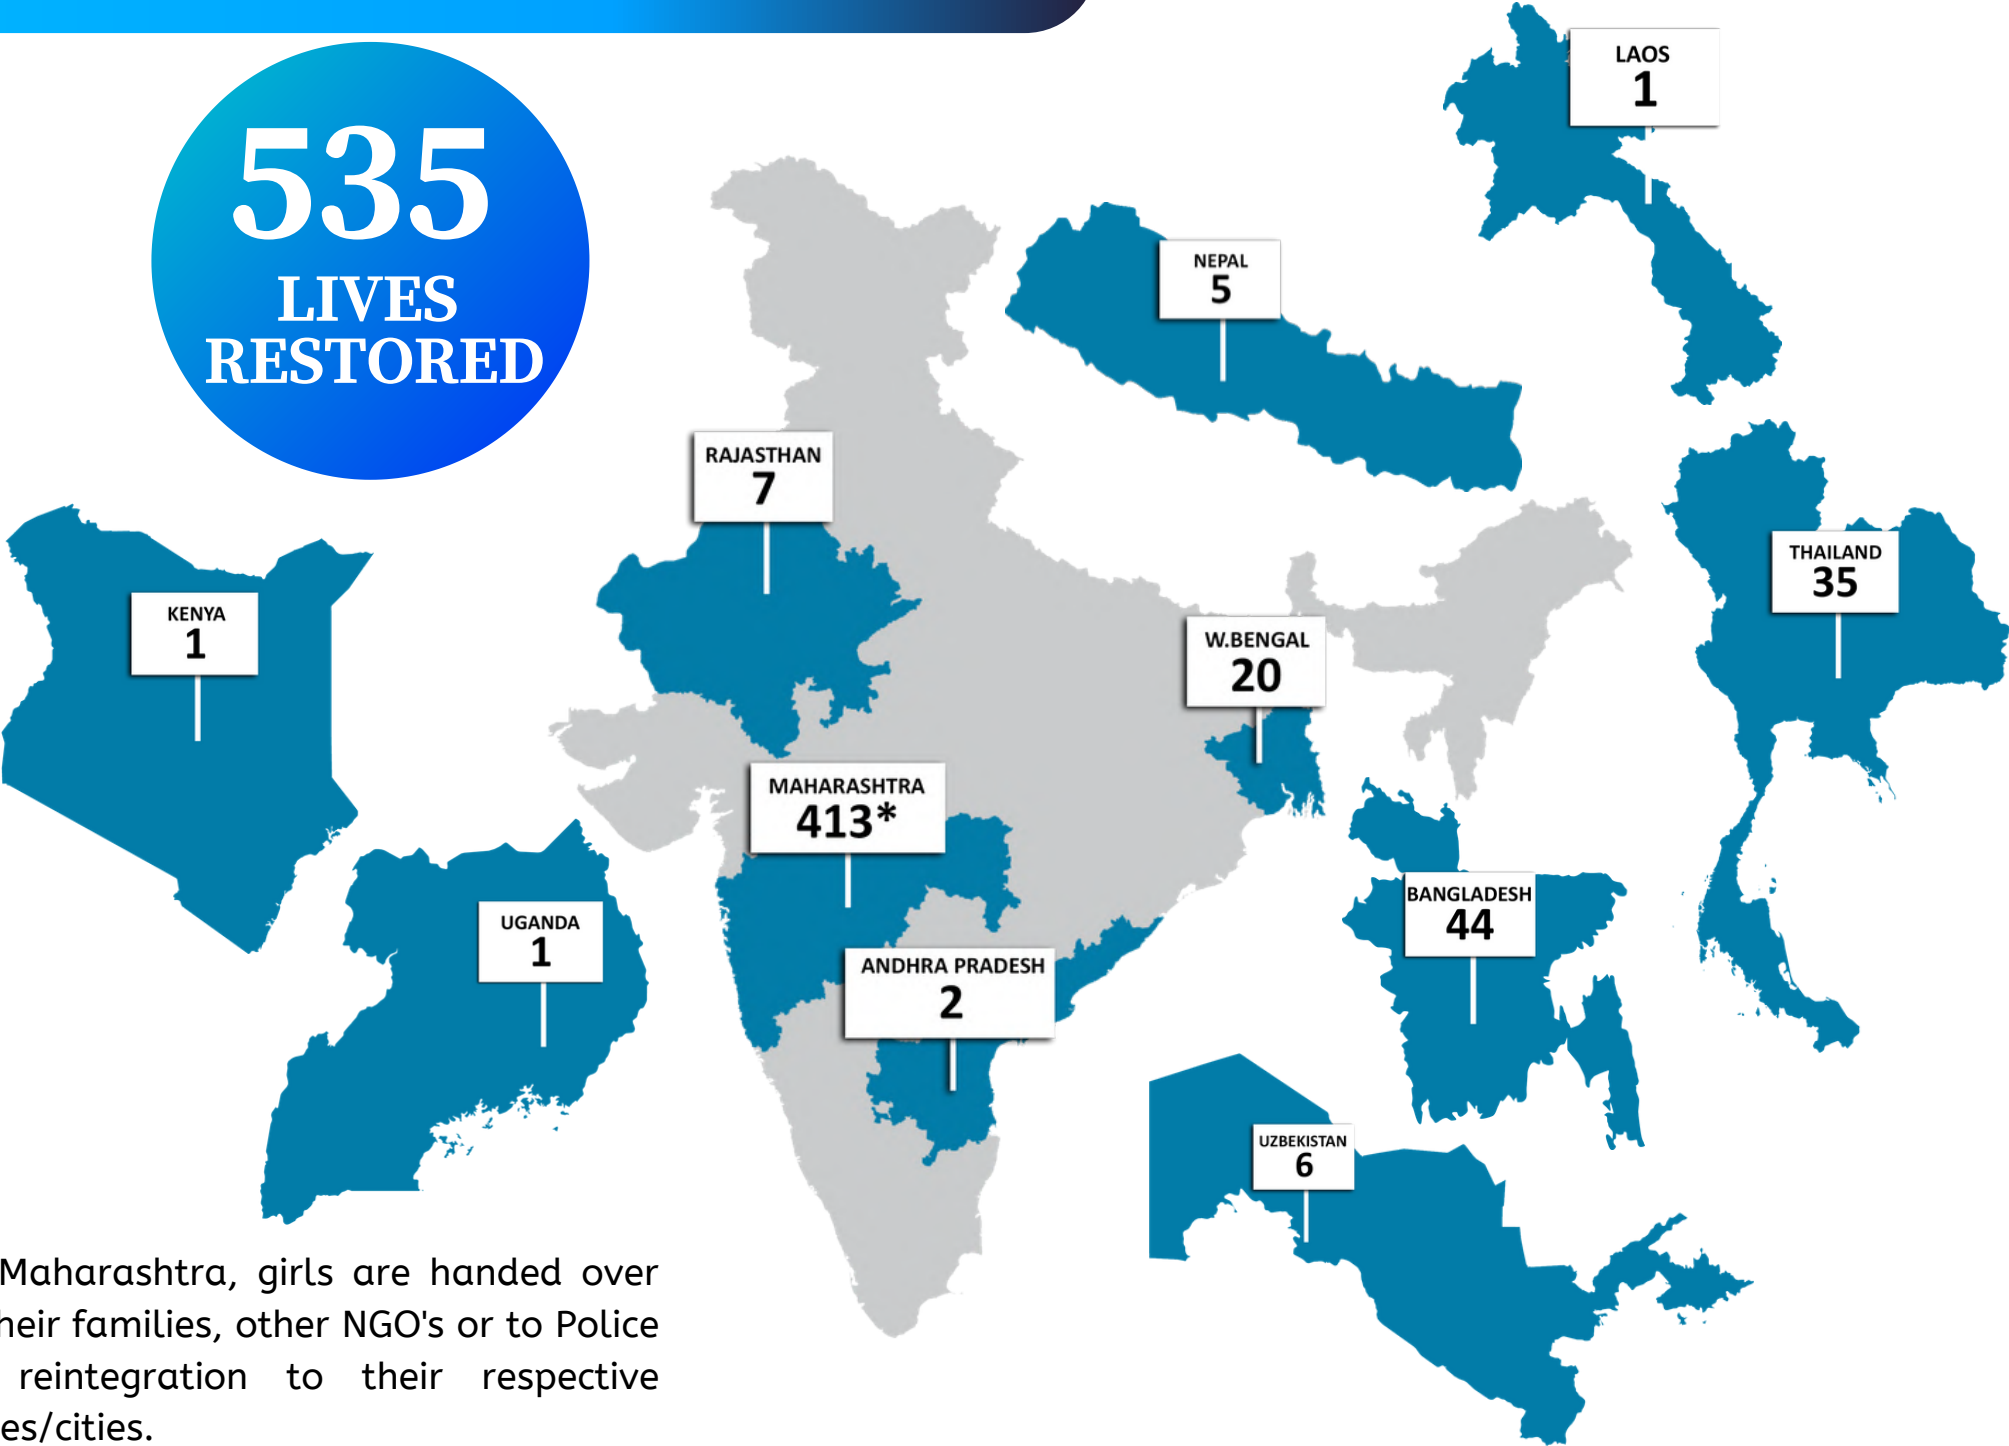 535
LIVES
RESTORED
LAOS
1
NEPAL
5
RAJASTHAN
7
THAILAND
35
KENYA
1
W.BENGAL
20
MAHARASHTRA
413*
BANGLADESH
44
UGANDA
1
ANDHRA PRADESH
2
UZBEKISTAN
6
Maharashtra, girls are handed over
families, other NGO's or to Police
reintegration to their respective
/cities.